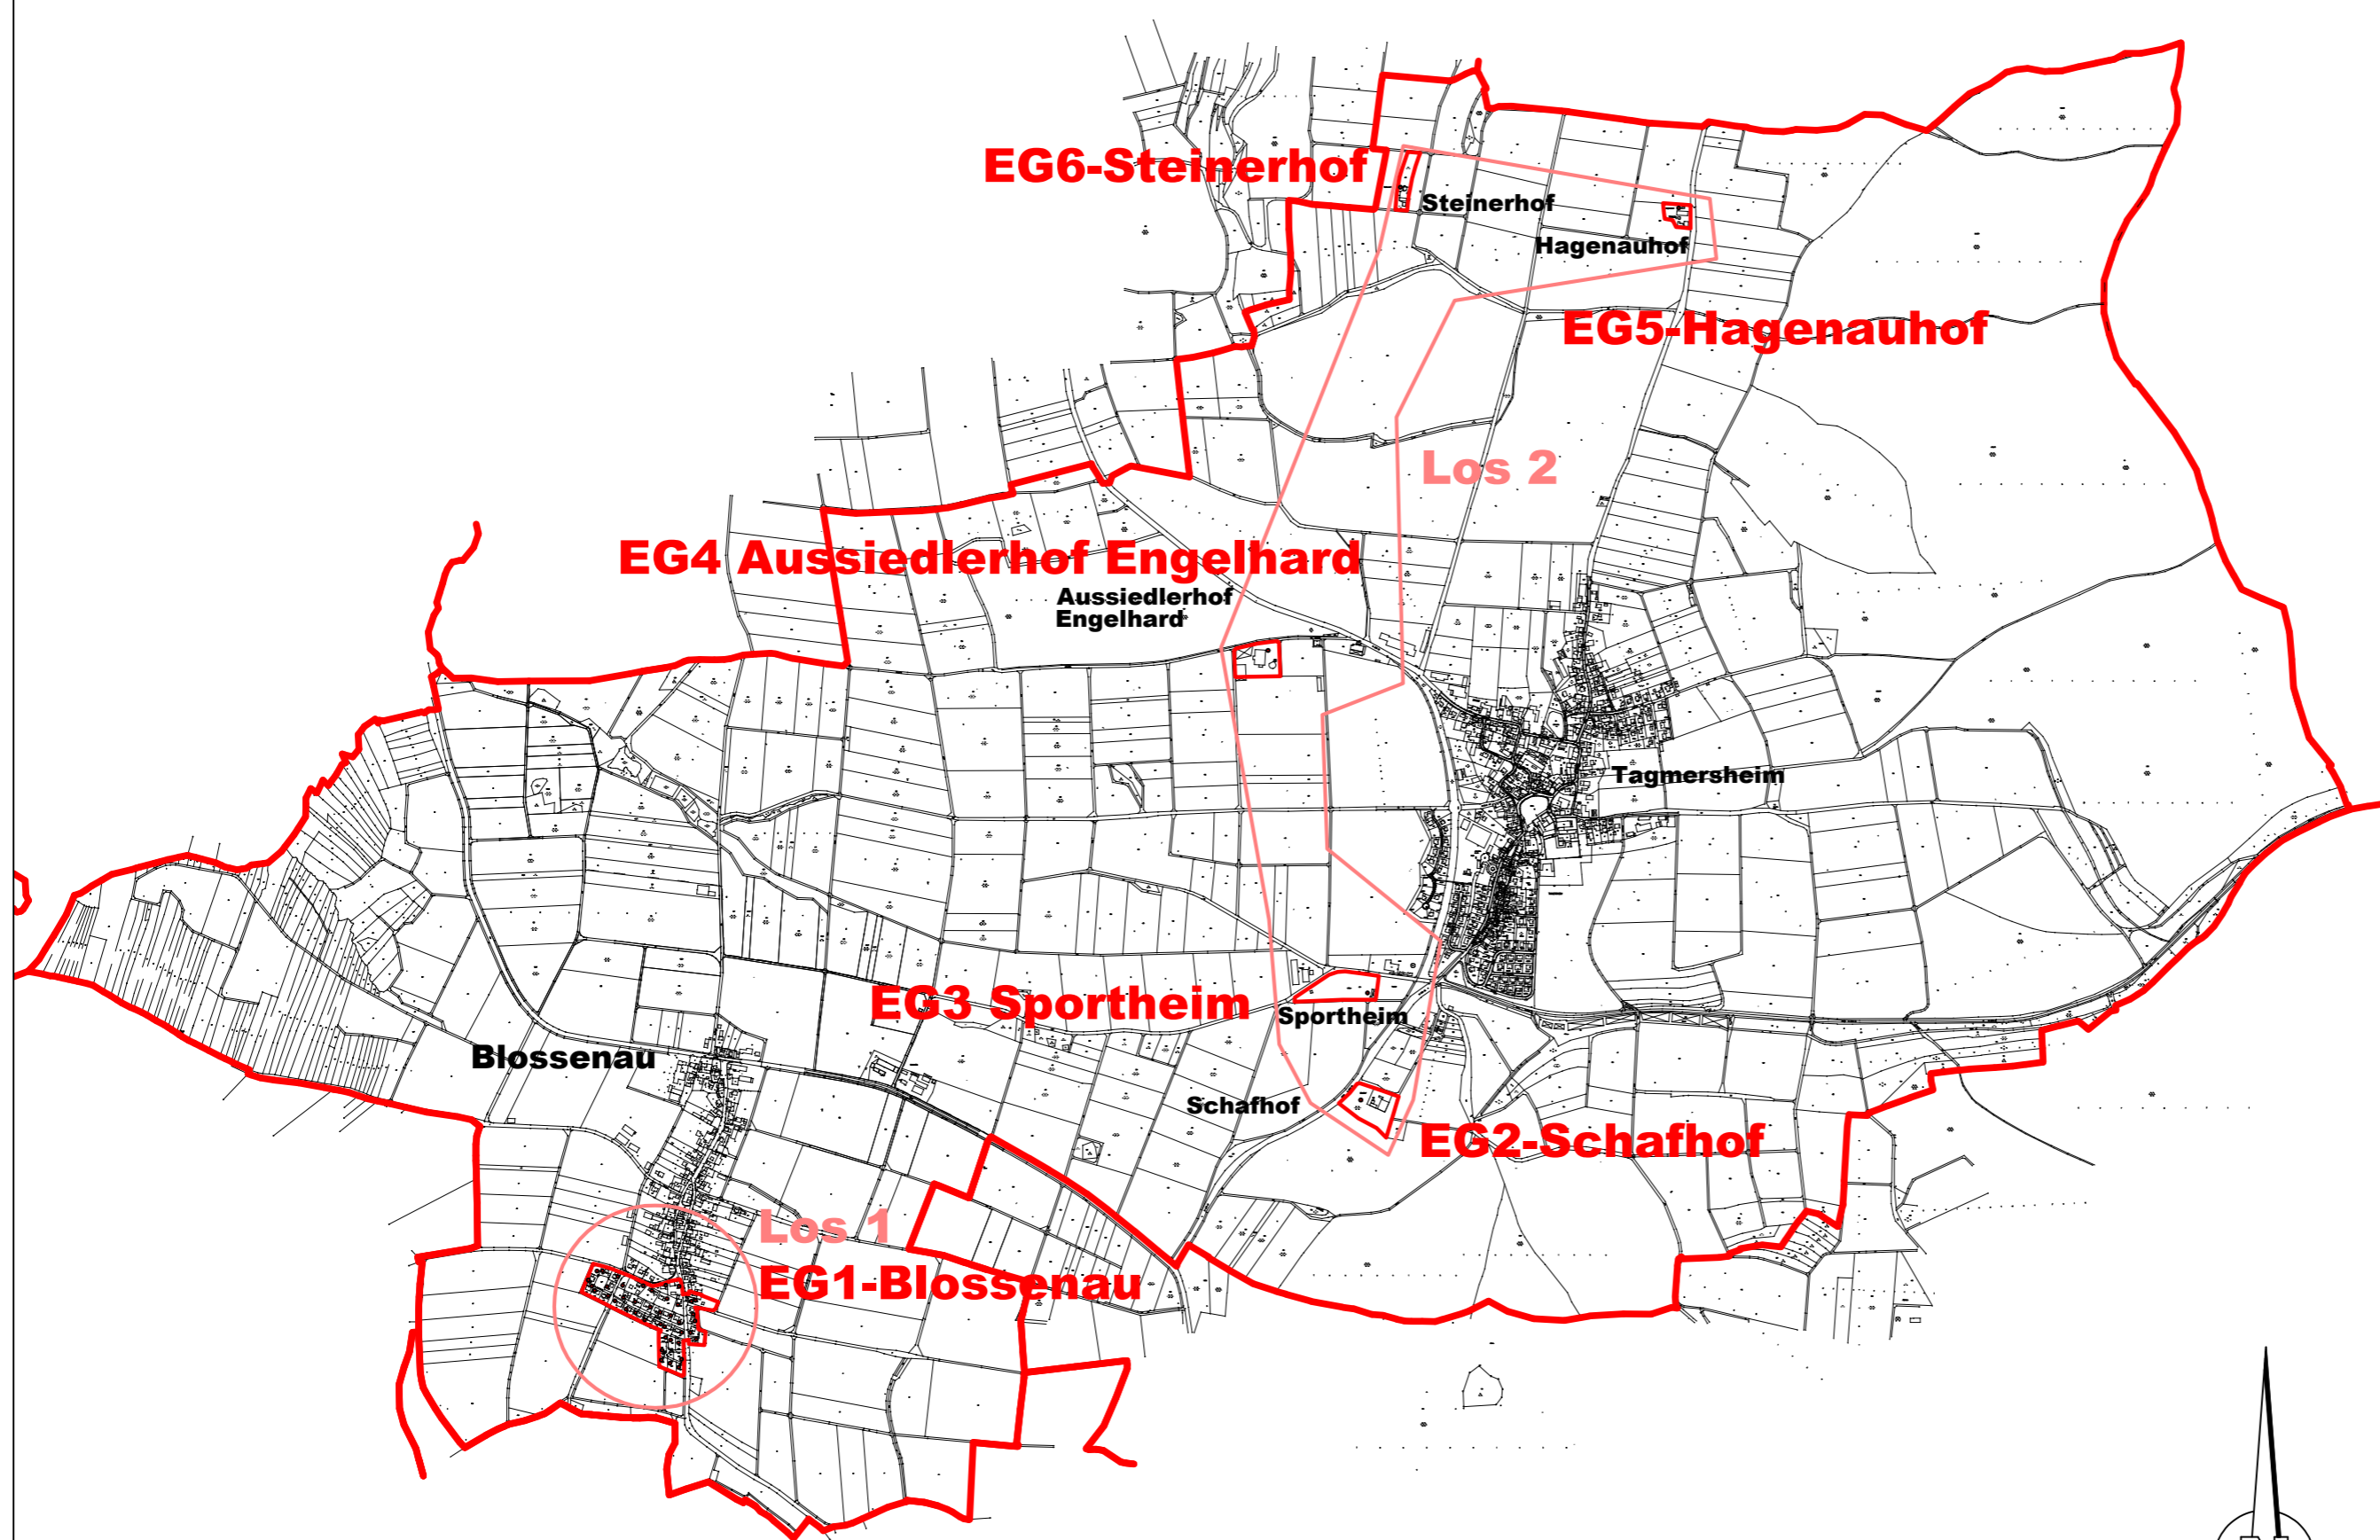 EG6-Steinerhof
Steinerhof
Hagenauhof
EG5-Hagenauhof
Los 2
EG4 Aussiedlerhof Engelhard
Aussiedlerhof
Engelhard
Tagmersheim
EG3 Sportheim
Sportheim
Blossenau
Schafhof
EG2-Schafhof
Los 1
EG1-Blossenau